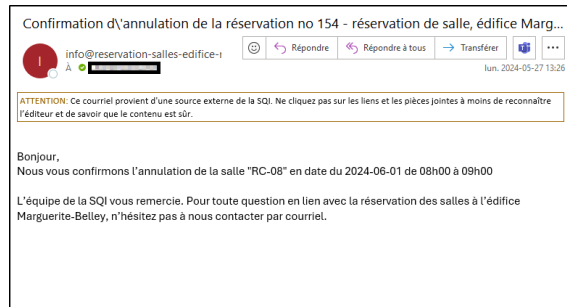 Confirmation d\'annulation de la réservation no 154 - réservation de salle, édifice Marg...
I
info@reservation-salles-edifice-r
Répondre
Répondre à tous
Transférer
À
lun. 2024-05-27 13:26
ATTENTION: Ce courriel provient d'une source externe de la SQI. Ne cliquez pas sur les liens et les pièces jointes à moins de reconnaître
l'éditeur et de savoir que le contenu est sûr.
Bonjour,
Nous vous confirmons l'annulation de la salle "RC-08" en date du 2024-06-01 de 08h00 à 09h00
L'équipe de la SQI vous remercie. Pour toute question en lien avec la réservation des salles à l'édifice
Marguerite-Belley, n'hésitez pas à nous contacter par courriel.